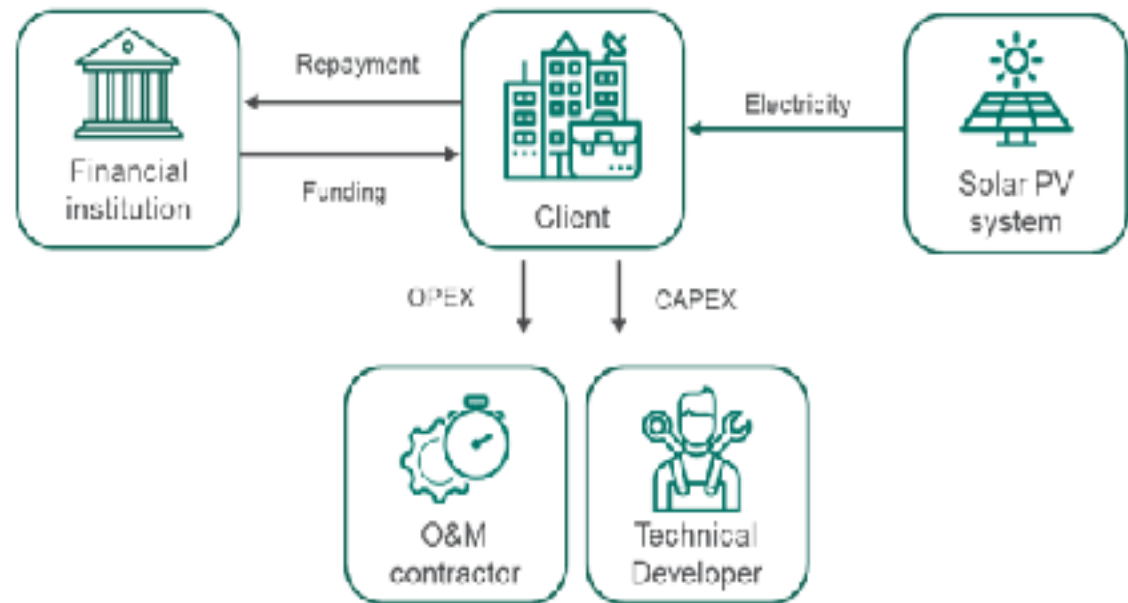 Repayment
Electricity
Financial
institution
Funding
Client
Solar PV
system
OPEX
CAPEX
O&M
contractor
Technical
Developer